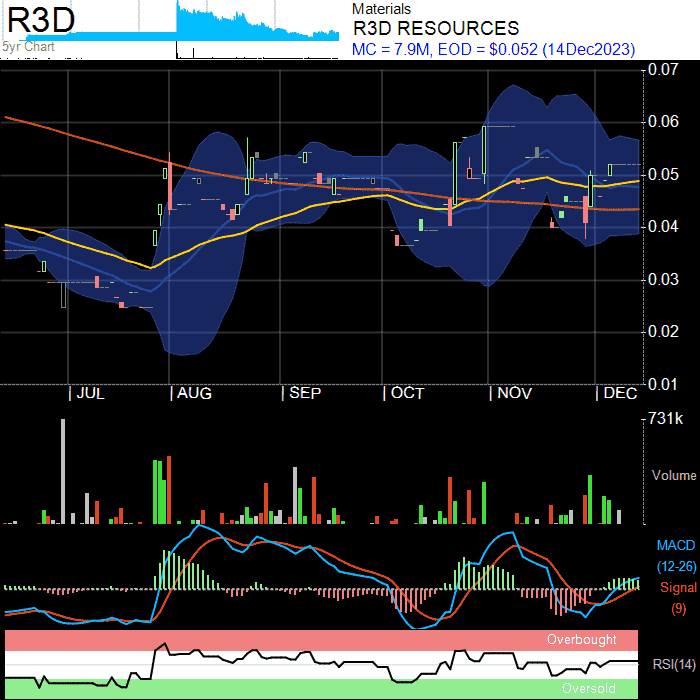 R3D
5yr Chart
Materials
R3D RESOURCES
MC = 7.9M, EOD = $0.052 (14Dec2023)
0.07
0.06
0.05
0.04
0.03
0.02
0.01
JUL AUG SEP OCT NOV DEC
731k
Volume
MACD
(12-26)
Signal
(9)
Overbought
RSI(14)
Oversold